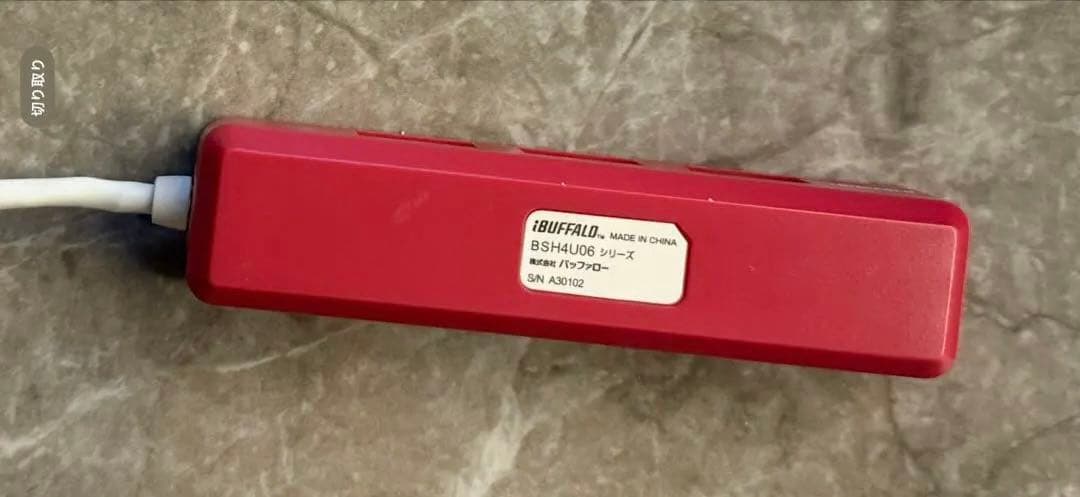 切り取り
iBUFFALO™ MADE IN CHINA
BSH4U06 シリーズ
株式会社 バッファロー
S/N A30102